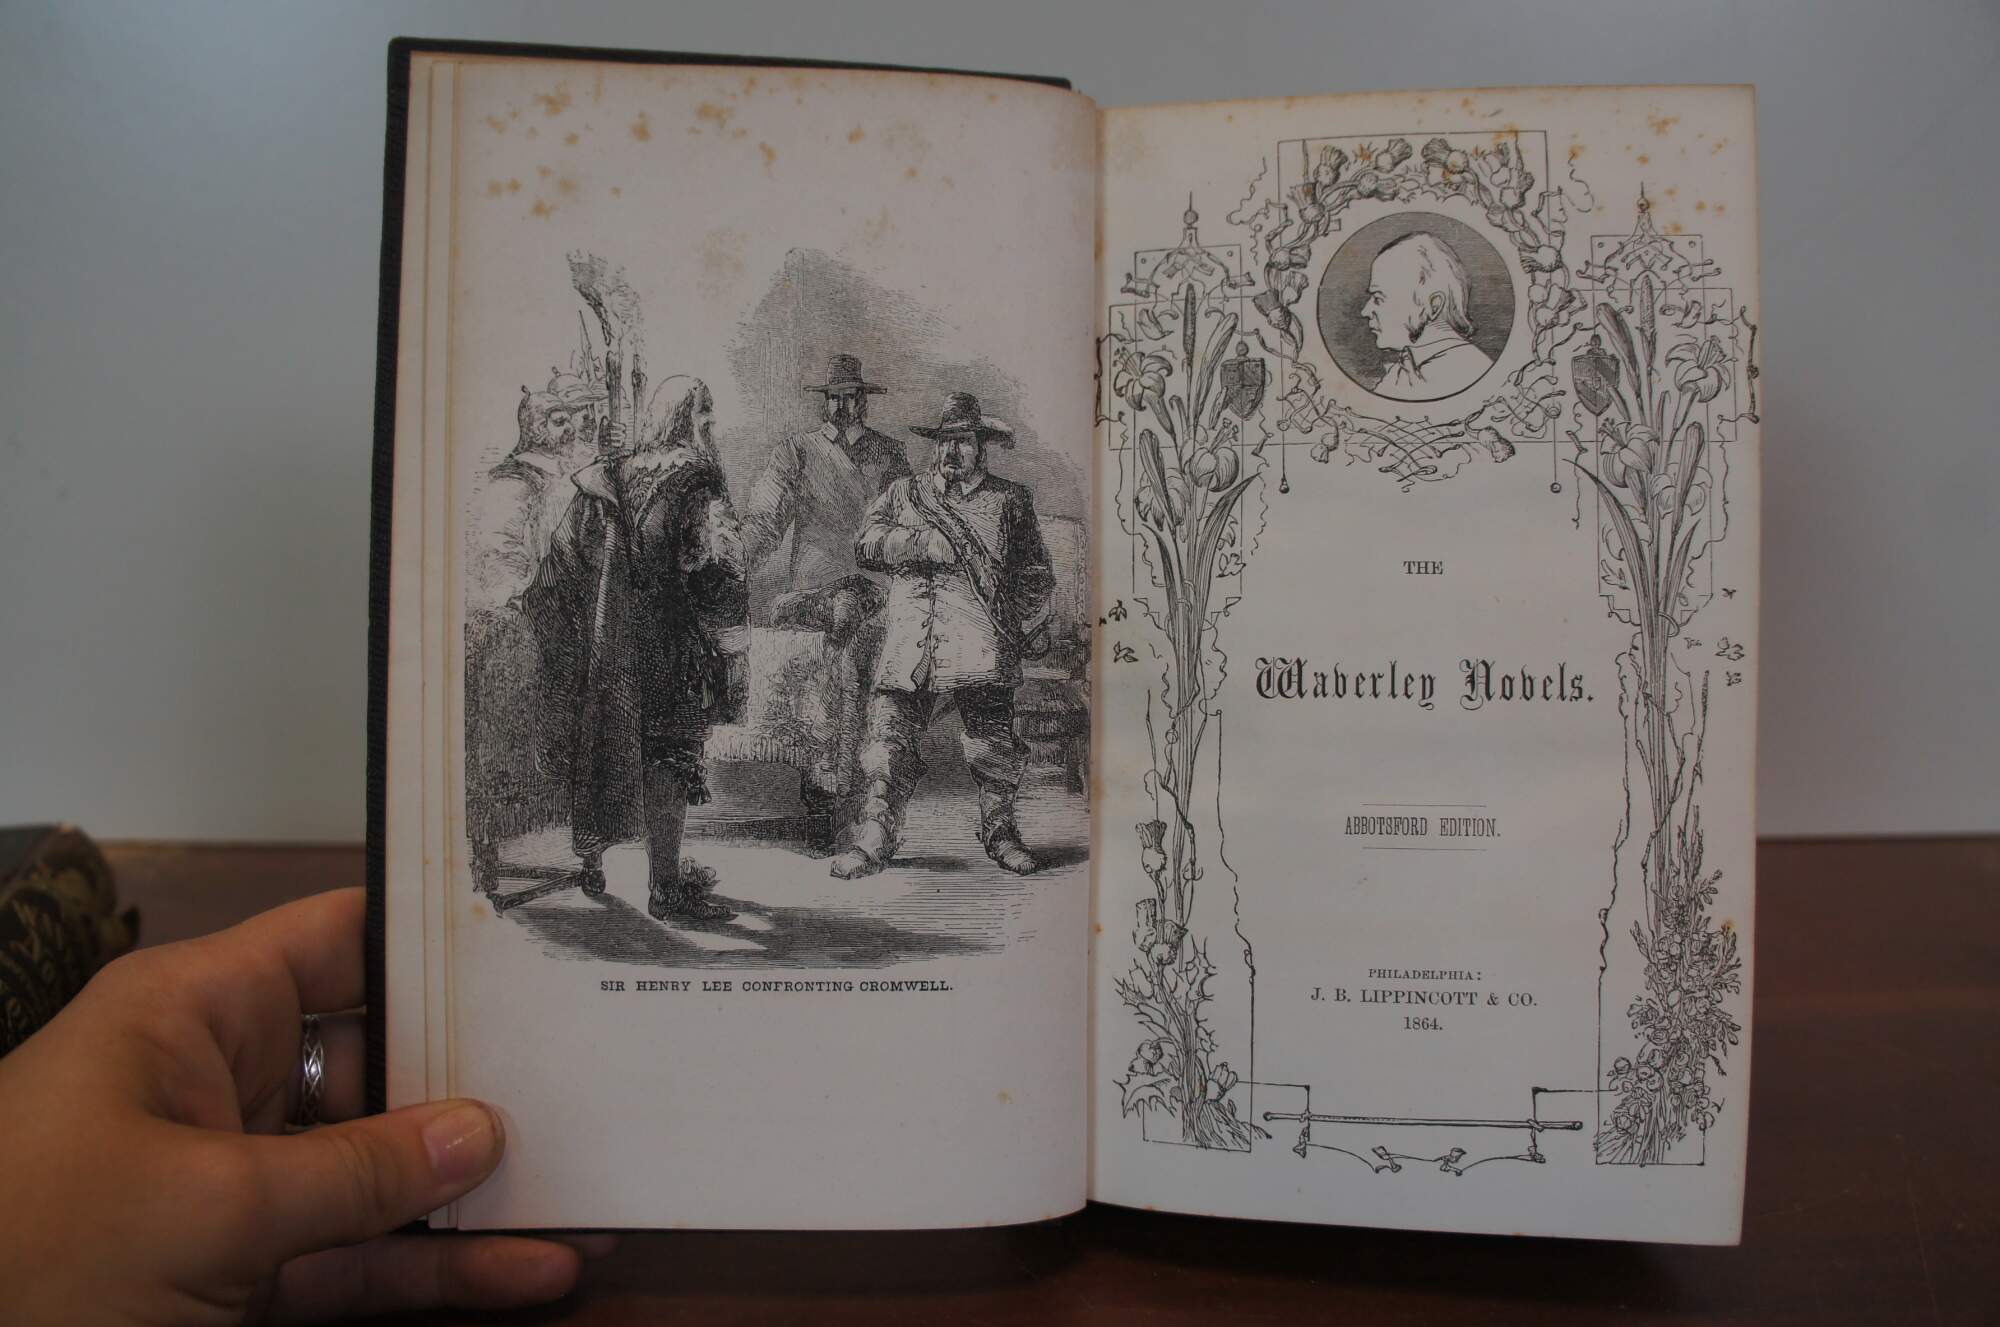 SIR HENRY LEE CONFRONTING CROMWELL.
THE
Waverley Novels.
ABBOTSFORD EDITION.
PHILADELPHIA:
J. B. LIPPINCOTT & CO.
1864.